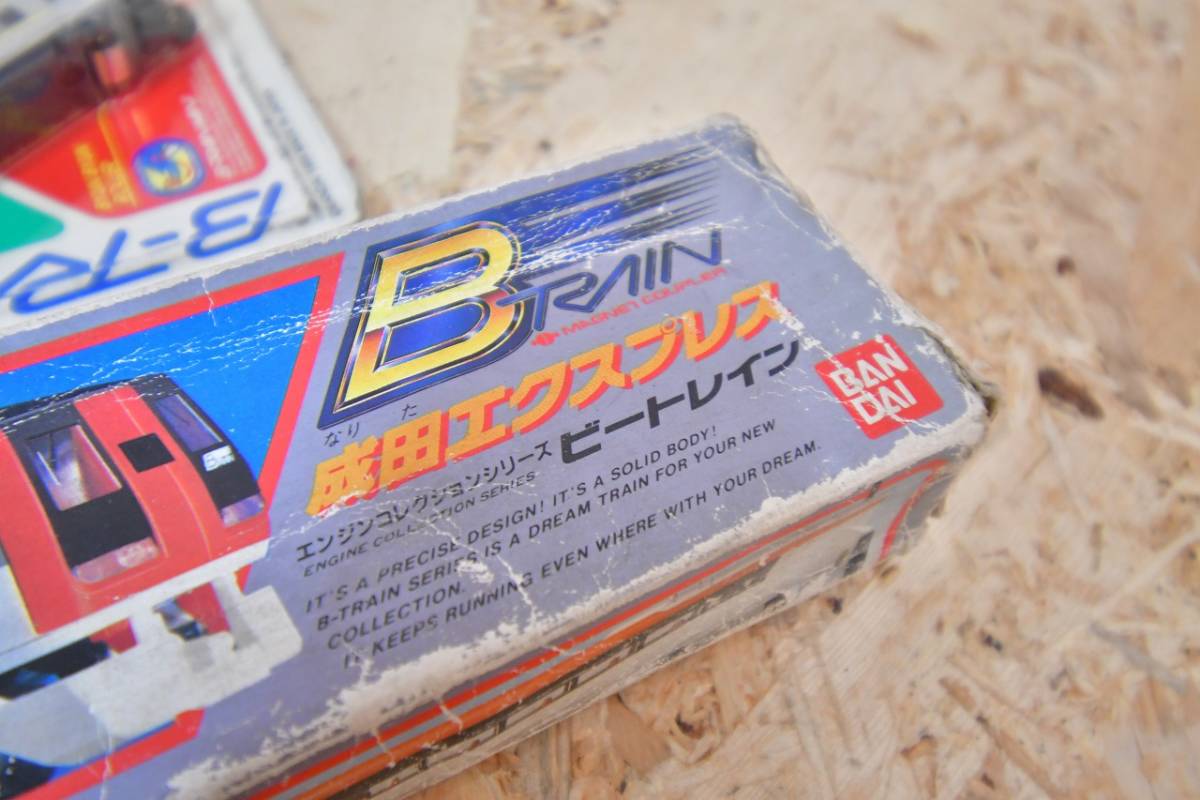 B-TR
B TRAIN
MAGNET COUPLER
なりた
成田エクスプレス
エンジンコレクションシリーズ ビートレイン
ENGINE COLLECTION SERIES
BAN
DAI
IT'S A PRECISE DESIGN! IT'S A SOLID BODY!
B-TRAIN SERIES IS A DREAM TRAIN FOR YOUR NEW
COLLECTION.
IT KEEPS RUNNING EVEN WHERE WITH YOUR DREAM.